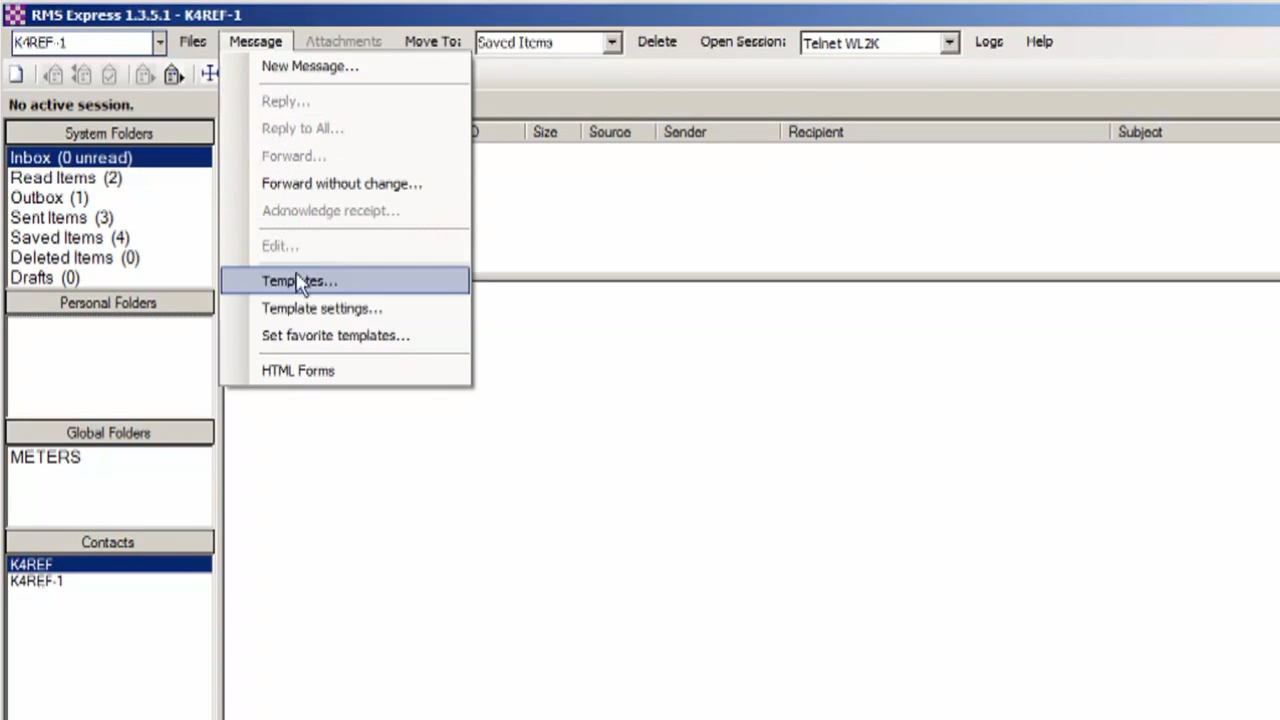 RMS Express 1.3.5.1 - K4REF-1
K4REF-1 Files Message Attachments Move To: Saved Items Delete Open Session: Telnet WL2K Logs Help
No active session.
System Folders
Inbox (0 unread)
Read Items (2)
Outbox (1)
Sent Items (3)
Saved Items (4)
Deleted Items (0)
Drafts (0)
Personal Folders
Global Folders
METERS
Contacts
K4REF
K4REF-1
New Message...
Reply...
Reply to All...
Forward...
Forward without change...
Acknowledge receipt...
Edit...
Templates...
Template settings...
Set favorite templates...
HTML Forms
Size Source Sender Recipient Subject